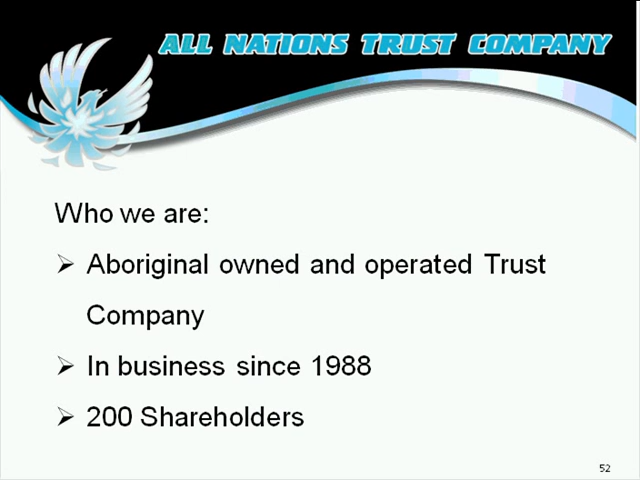 ALL NATIONS TRUST COMPANY
Who we are:
➢ Aboriginal owned and operated Trust
Company
➢ In business since 1988
➢ 200 Shareholders
52